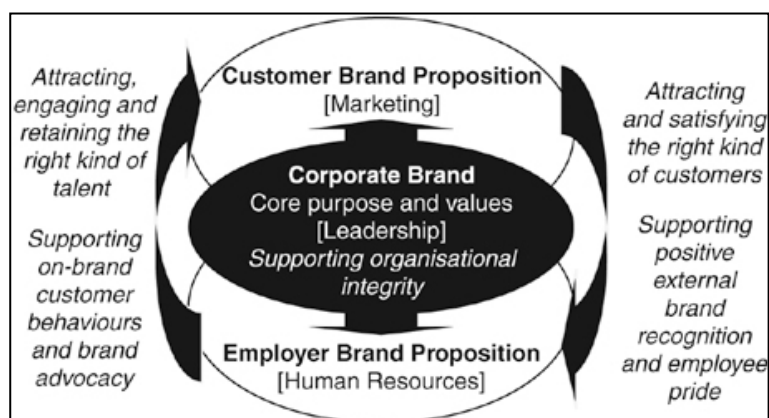 Attracting,
engaging and
retaining the
right kind of
talent
Supporting
on-brand
customer
behaviours
and brand
advocacy
Customer Brand Proposition
[Marketing]
Corporate Brand
Core purpose and values
[Leadership]
Supporting organisational
integrity
Employer Brand Proposition
[Human Resources]
Attracting
and satisfying
the right kind
of customers
Supporting
positive
external
brand
recognition
and employee
pride